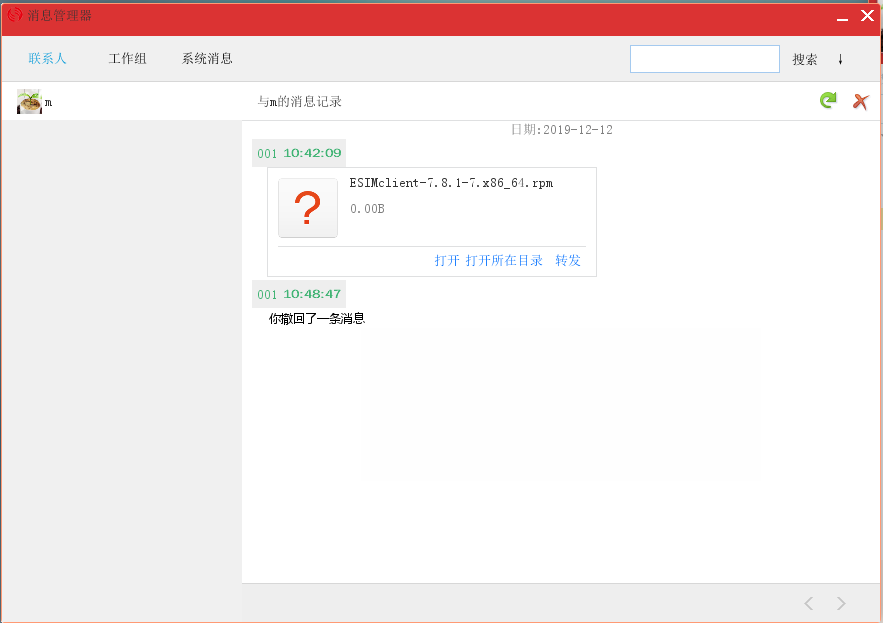 消息管理器
联系人 工作组 系统消息 搜索 ↓
m 与m的消息记录
日期:2019-12-12
001 10:42:09
ESIMclient-7.8.1-7.x86_64.rpm
0.00B
打开 打开所在目录 转发
001 10:48:47
你撤回了一条消息